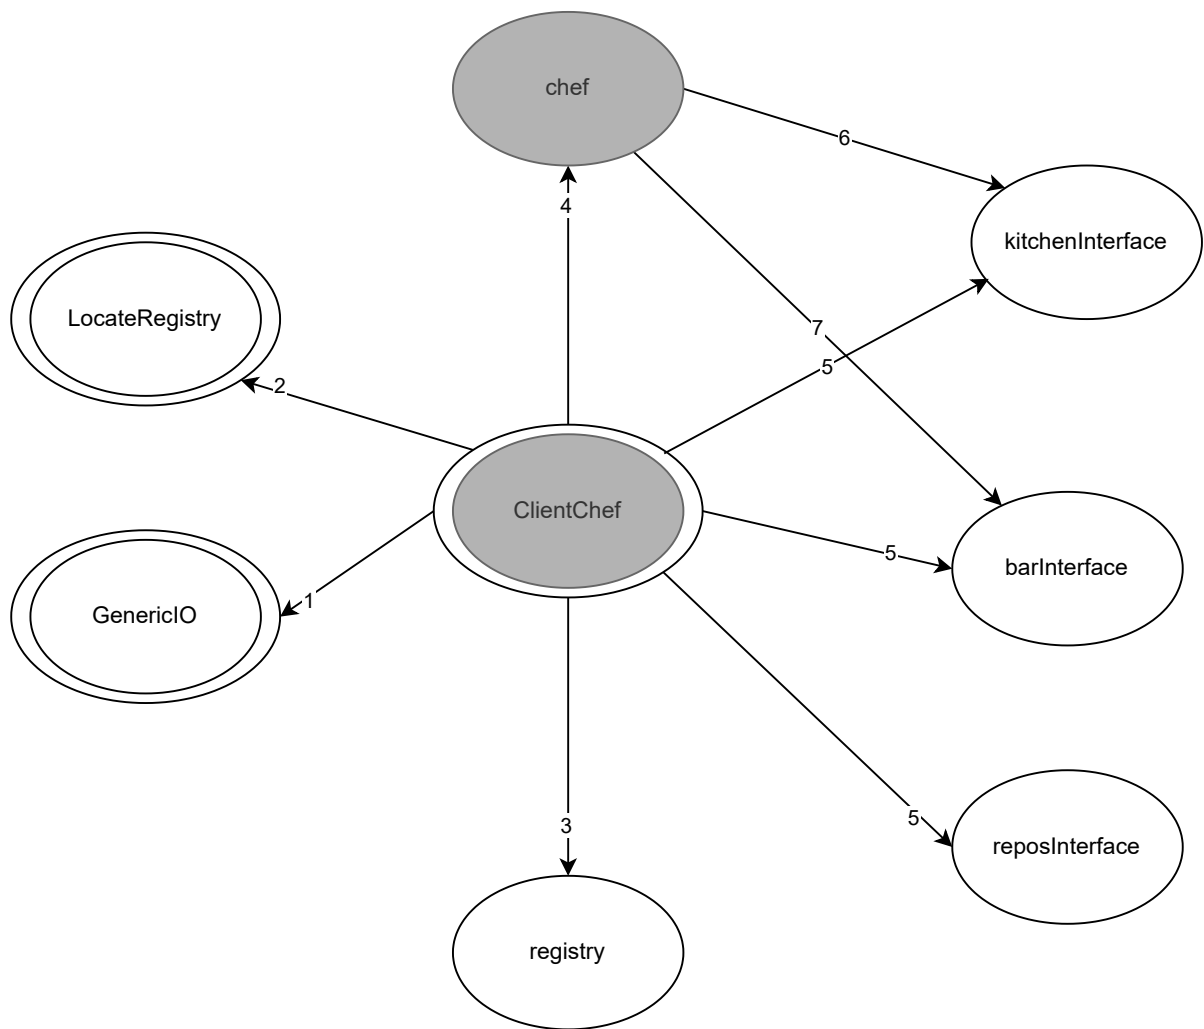 chef
6
kitchenInterface
4
LocateRegistry
7
5
2
ClientChef
5
barInterface
1
GenericIO
5
reposInterface
3
registry